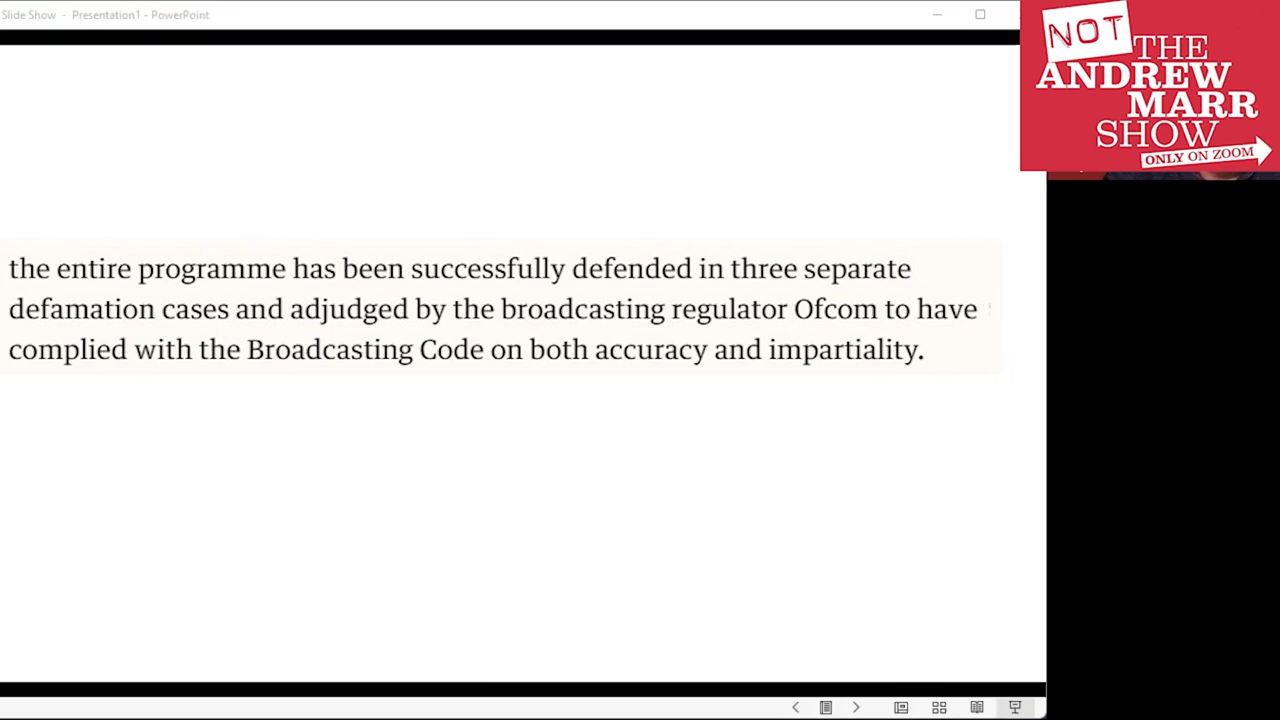 Slide Show - Presentation1 - PowerPoint
NOT
THE
ANDREW
MARR
SHOW
ONLY ON ZOOM
the entire programme has been successfully defended in three separate
defamation cases and adjudged by the broadcasting regulator Ofcom to have
complied with the Broadcasting Code on both accuracy and impartiality.